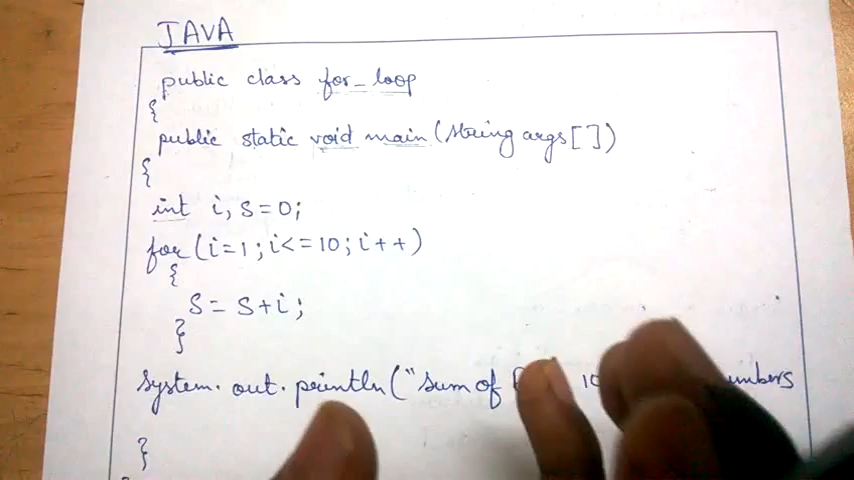 JAVA
public class for_loop
{
public static void main(String args[])
{
int i, S=0;
for(i=1;i<=10;i++)
{
S= S+i;
}
System.out.println("Sum of
}